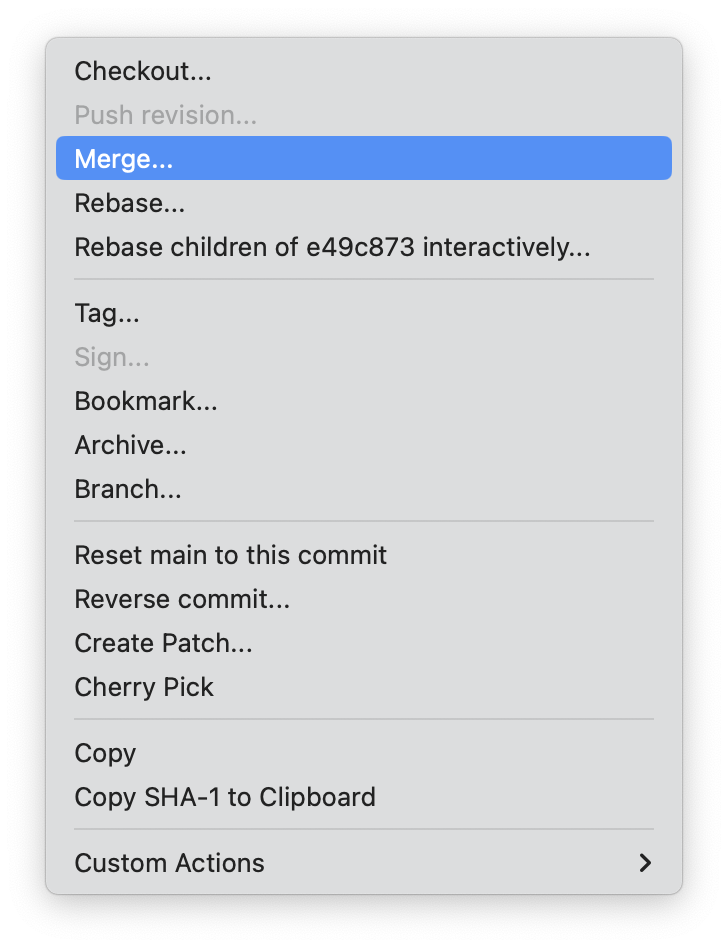 Checkout...
Push revision...
Merge...
Rebase...
Rebase children of e49c873 interactively...
Tag...
Sign...
Bookmark...
Archive...
Branch...
Reset main to this commit
Reverse commit...
Create Patch...
Cherry Pick
Copy
Copy SHA-1 to Clipboard
Custom Actions